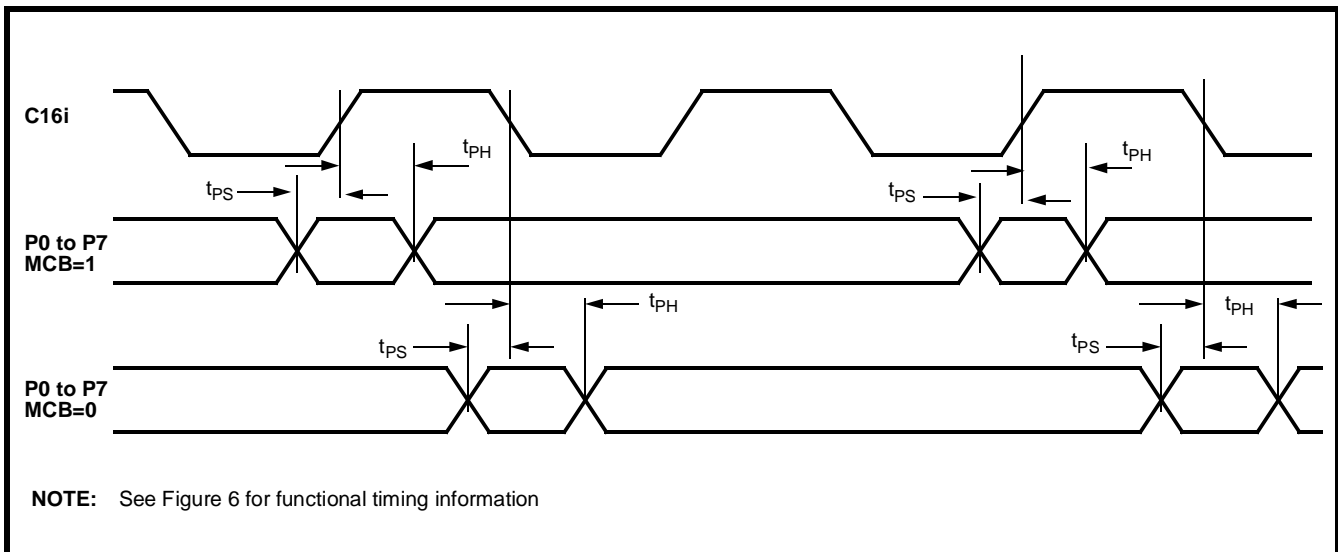 C16i
tPH
tPH
tPS
tPS
P0 to P7
MCB=1
tPH
tPH
tPS
tPS
P0 to P7
MCB=0
NOTE: See Figure 6 for functional timing information